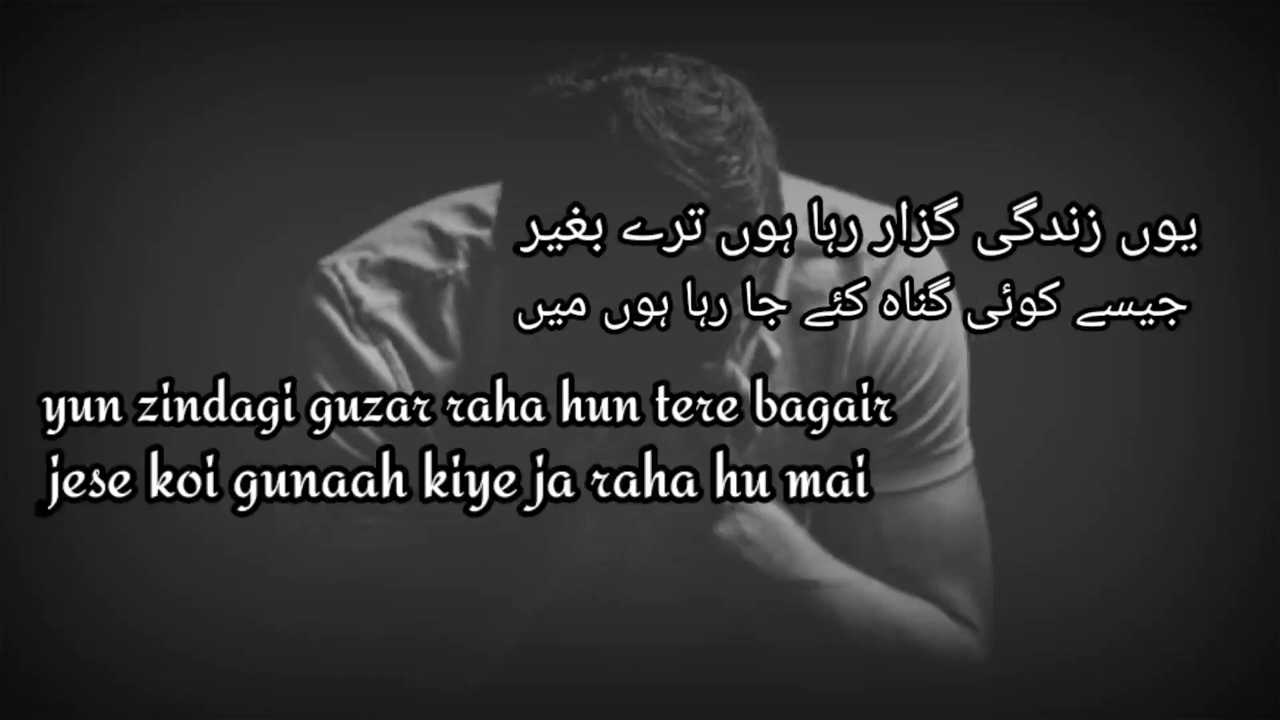 یوں زندگی گزار رہا ہوں ترے بغیر
جیسے کوئی گناہ کئے جا رہا ہوں میں
yun zindagi guzar raha hun tere bagair
jese koi gunaah kiye ja raha hu mai